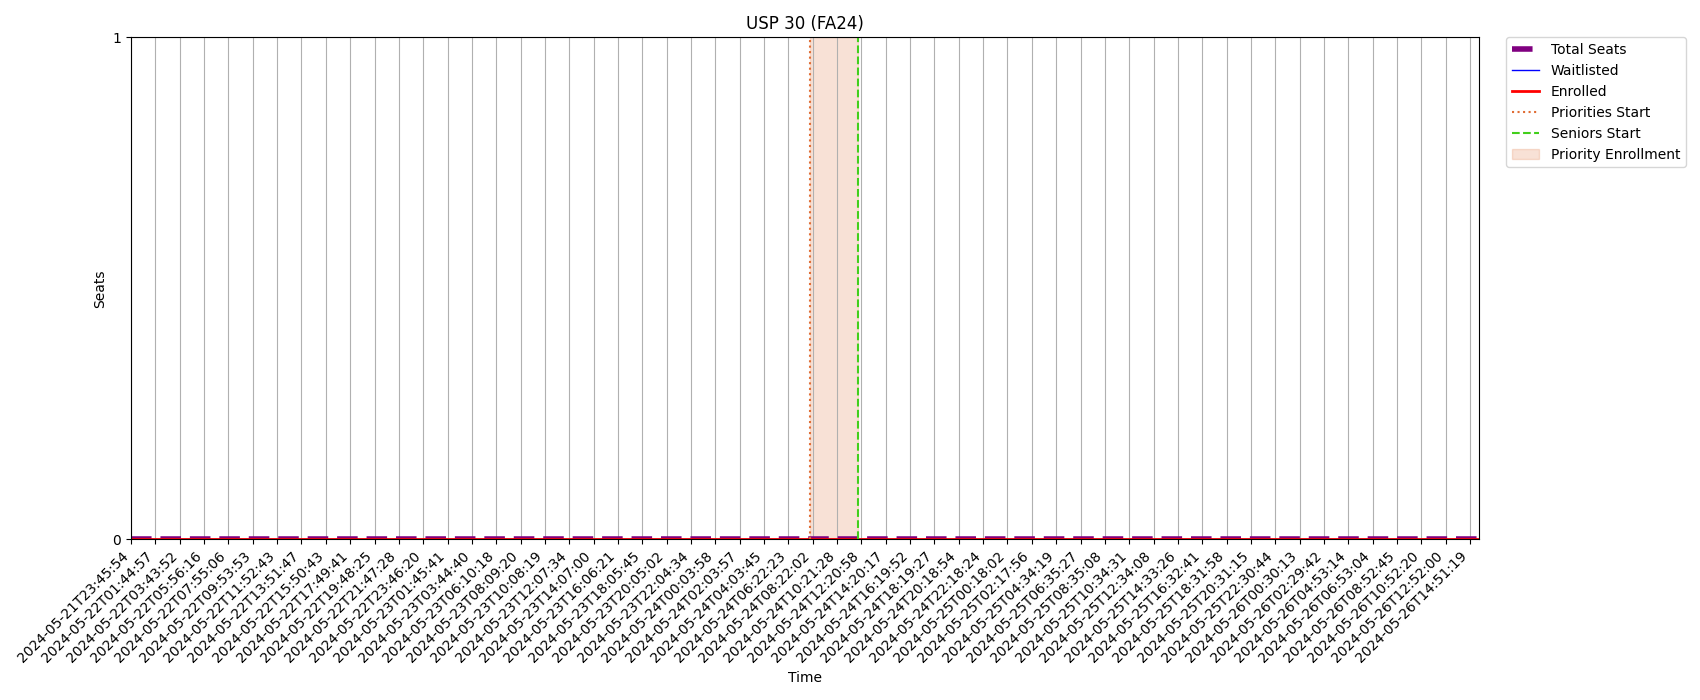 USP 30 (FA24)
1
0
Seats
Total Seats
Waitlisted
Enrolled
Priorities Start
Seniors Start
Priority Enrollment
2024-05-21T23:45:54
2024-05-22T01:44:57
2024-05-22T03:43:52
2024-05-22T05:56:16
2024-05-22T07:55:06
2024-05-22T09:53:53
2024-05-22T11:52:43
2024-05-22T13:51:47
2024-05-22T15:50:43
2024-05-22T17:49:41
2024-05-22T19:48:25
2024-05-22T21:47:28
2024-05-22T23:46:20
2024-05-23T01:45:41
2024-05-23T03:44:40
2024-05-23T06:10:18
2024-05-23T08:09:20
2024-05-23T10:08:19
2024-05-23T12:07:34
2024-05-23T14:07:00
2024-05-23T16:06:21
2024-05-23T18:05:45
2024-05-23T20:05:02
2024-05-23T22:04:34
2024-05-24T00:03:58
2024-05-24T02:03:57
2024-05-24T04:03:45
2024-05-24T06:22:23
2024-05-24T08:22:02
2024-05-24T10:21:28
2024-05-24T12:20:58
2024-05-24T14:20:17
2024-05-24T16:19:52
2024-05-24T18:19:27
2024-05-24T20:18:54
2024-05-24T22:18:24
2024-05-25T00:18:02
2024-05-25T02:17:56
2024-05-25T04:34:19
2024-05-25T06:35:27
2024-05-25T08:35:08
2024-05-25T10:34:31
2024-05-25T12:34:08
2024-05-25T14:33:26
2024-05-25T16:32:41
2024-05-25T18:31:58
2024-05-25T20:31:15
2024-05-25T22:30:44
2024-05-26T00:30:13
2024-05-26T02:29:42
2024-05-26T04:53:14
2024-05-26T06:53:04
2024-05-26T08:52:45
2024-05-26T10:52:20
2024-05-26T12:52:00
2024-05-26T14:51:19
Time